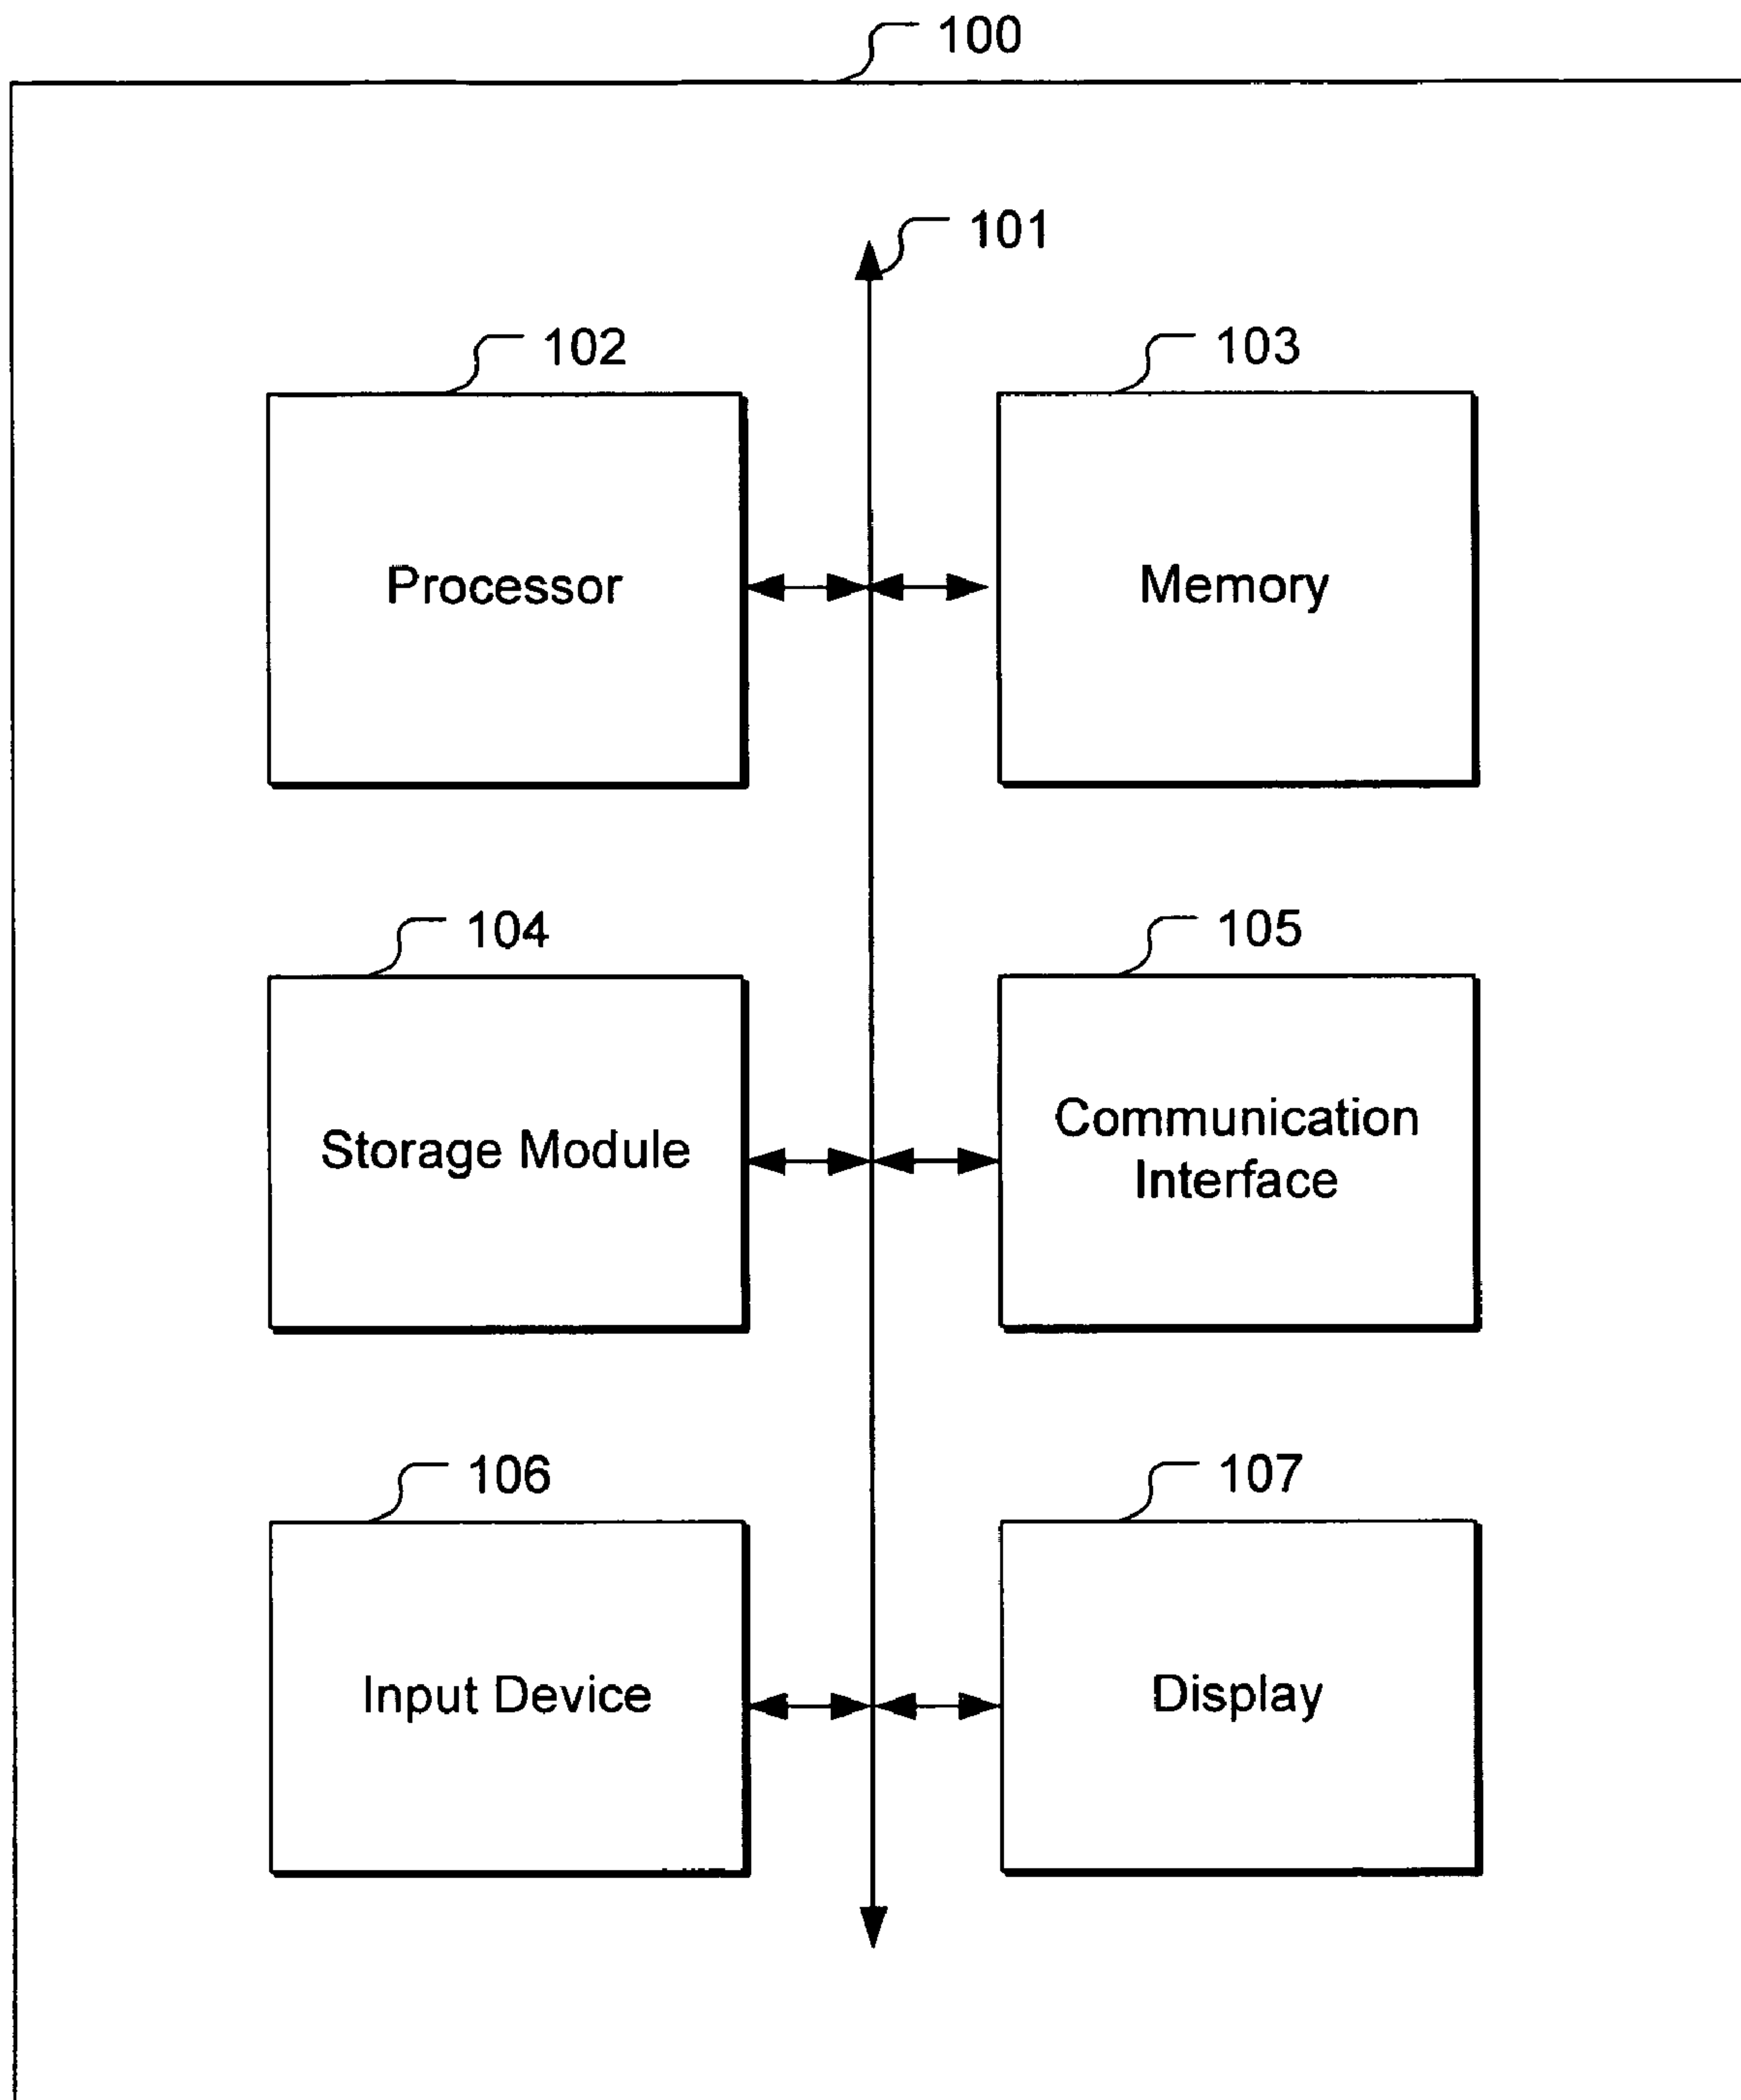 100
101
102
103
Processor
Memory
104
105
Storage Module
Communication
Interface
106
107
Input Device
Display